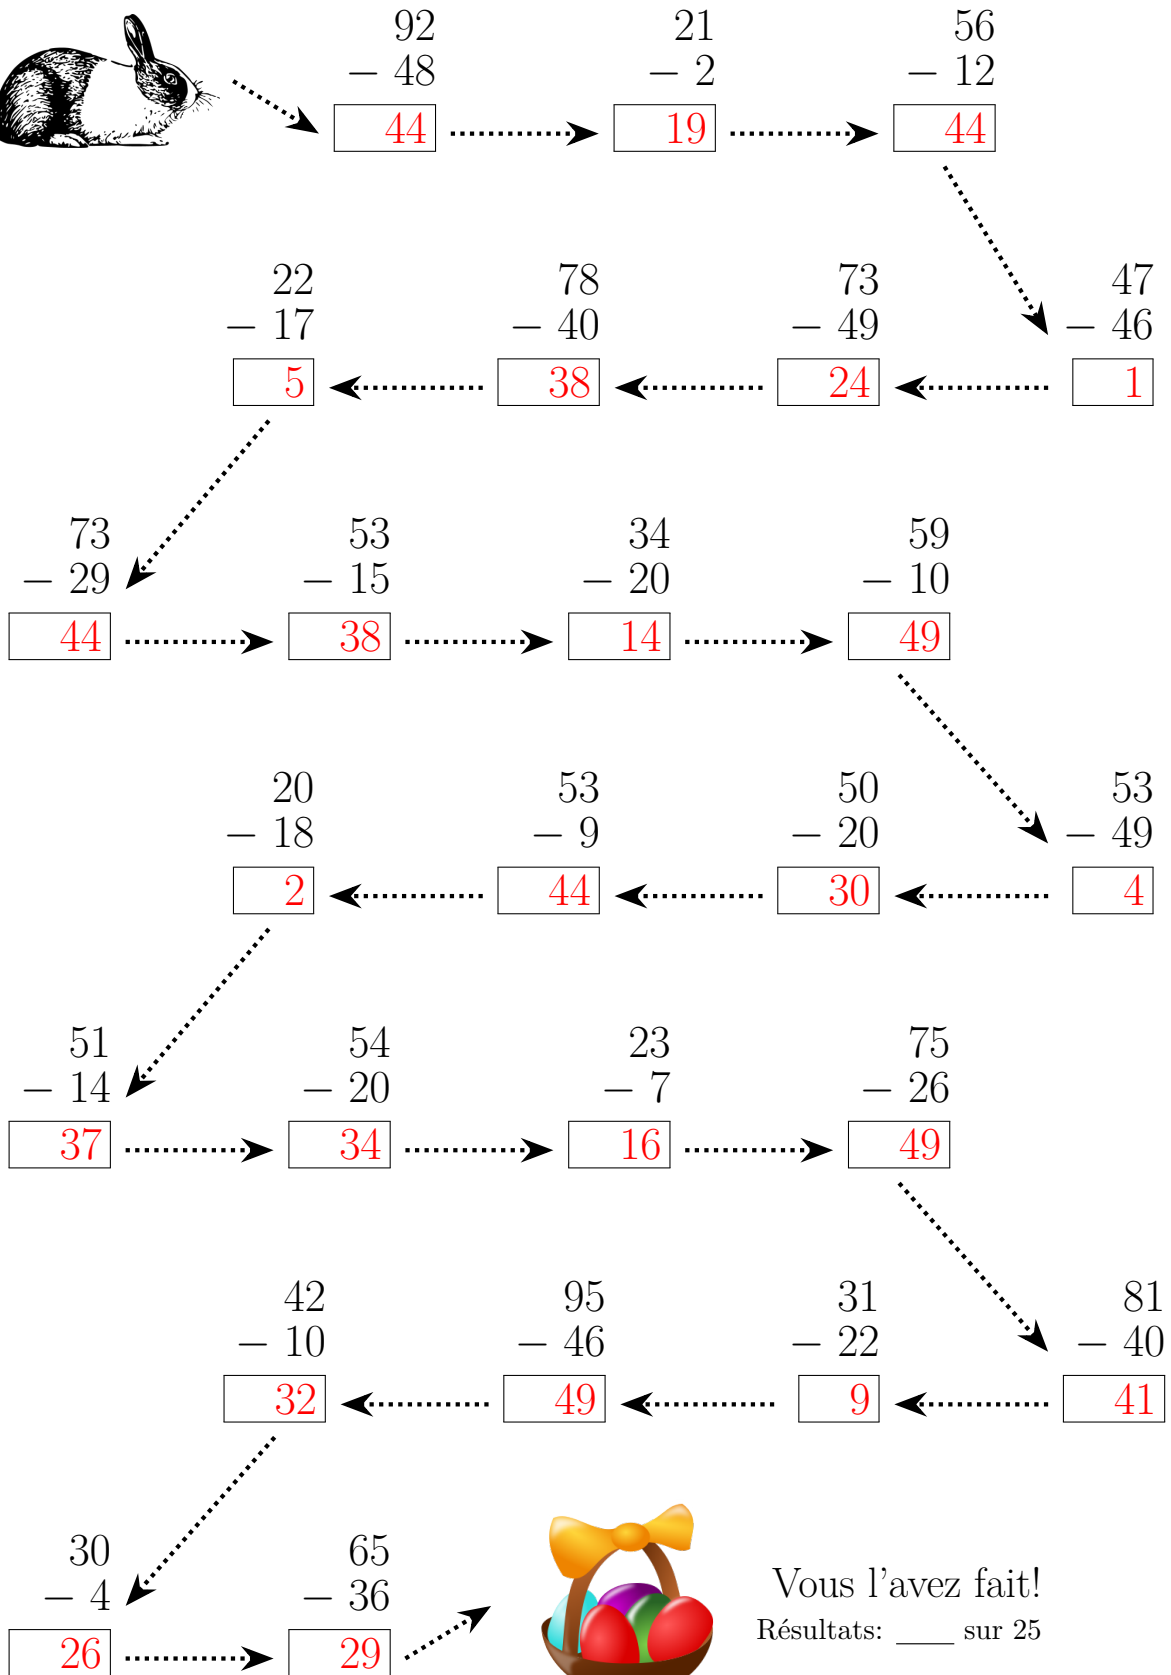 92 21 56
− 48 − 2 − 12
44 19 44
22 78 73 47
− 17 − 40 − 49 − 46
5 38 24 1
73 53 34 59
− 29 − 15 − 20 − 10
44 38 14 49
20 53 50 53
− 18 − 9 − 20 − 49
2 44 30 4
51 54 23 75
− 14 − 20 − 7 − 26
37 34 16 49
42 95 31 81
− 10 − 46 − 22 − 40
32 49 9 41
30 65
− 4 − 36
26 29
Vous l'avez fait!
Résultats: ____ sur 25